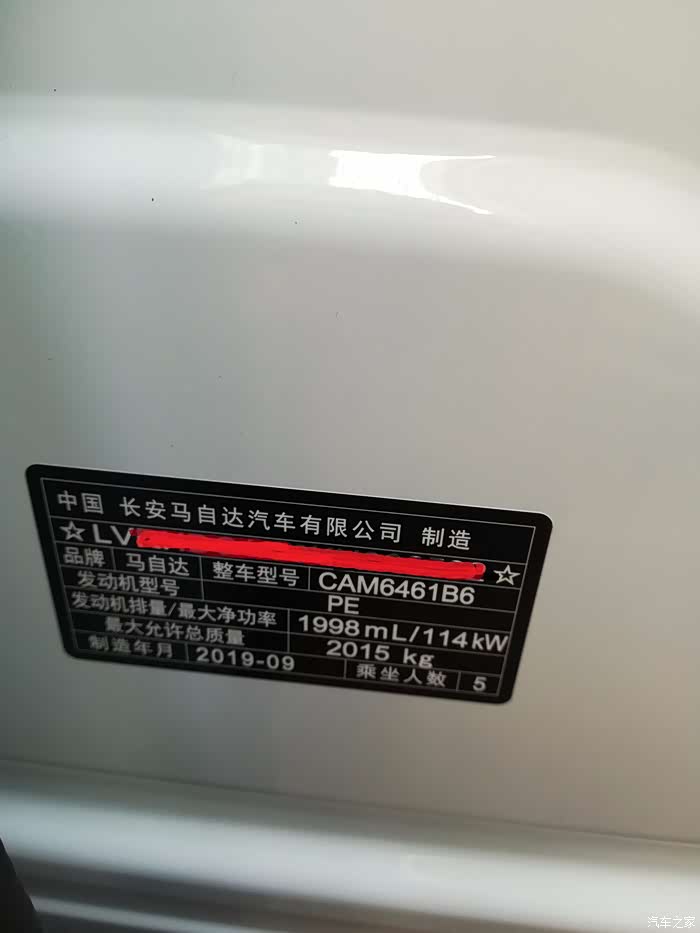 中国 长安马自达汽车有限公司 制造
☆LV ☆
品牌 马自达 整车型号 CAM6461B6
发动机型号 PE
发动机排量/最大净功率 1998mL/114kW
最大允许总质量 2015 kg
制造年月 2019-09 乘坐人数 5
汽车之家